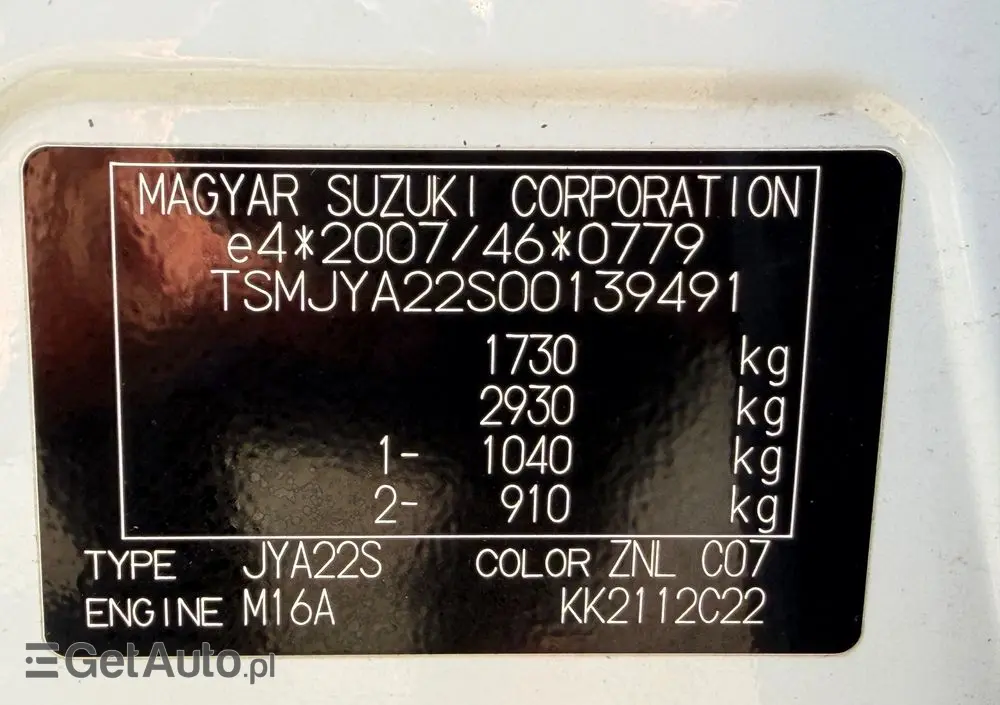 MAGYAR SUZUKI CORPORATION
e4*2007/46*0779
TSMJYA22S00139491
1730 kg
2930 kg
1- 1040 kg
2- 910 kg
TYPE JYA22S COLOR ZNL C07
ENGINE M16A KK2112C22
GetAuto.pl